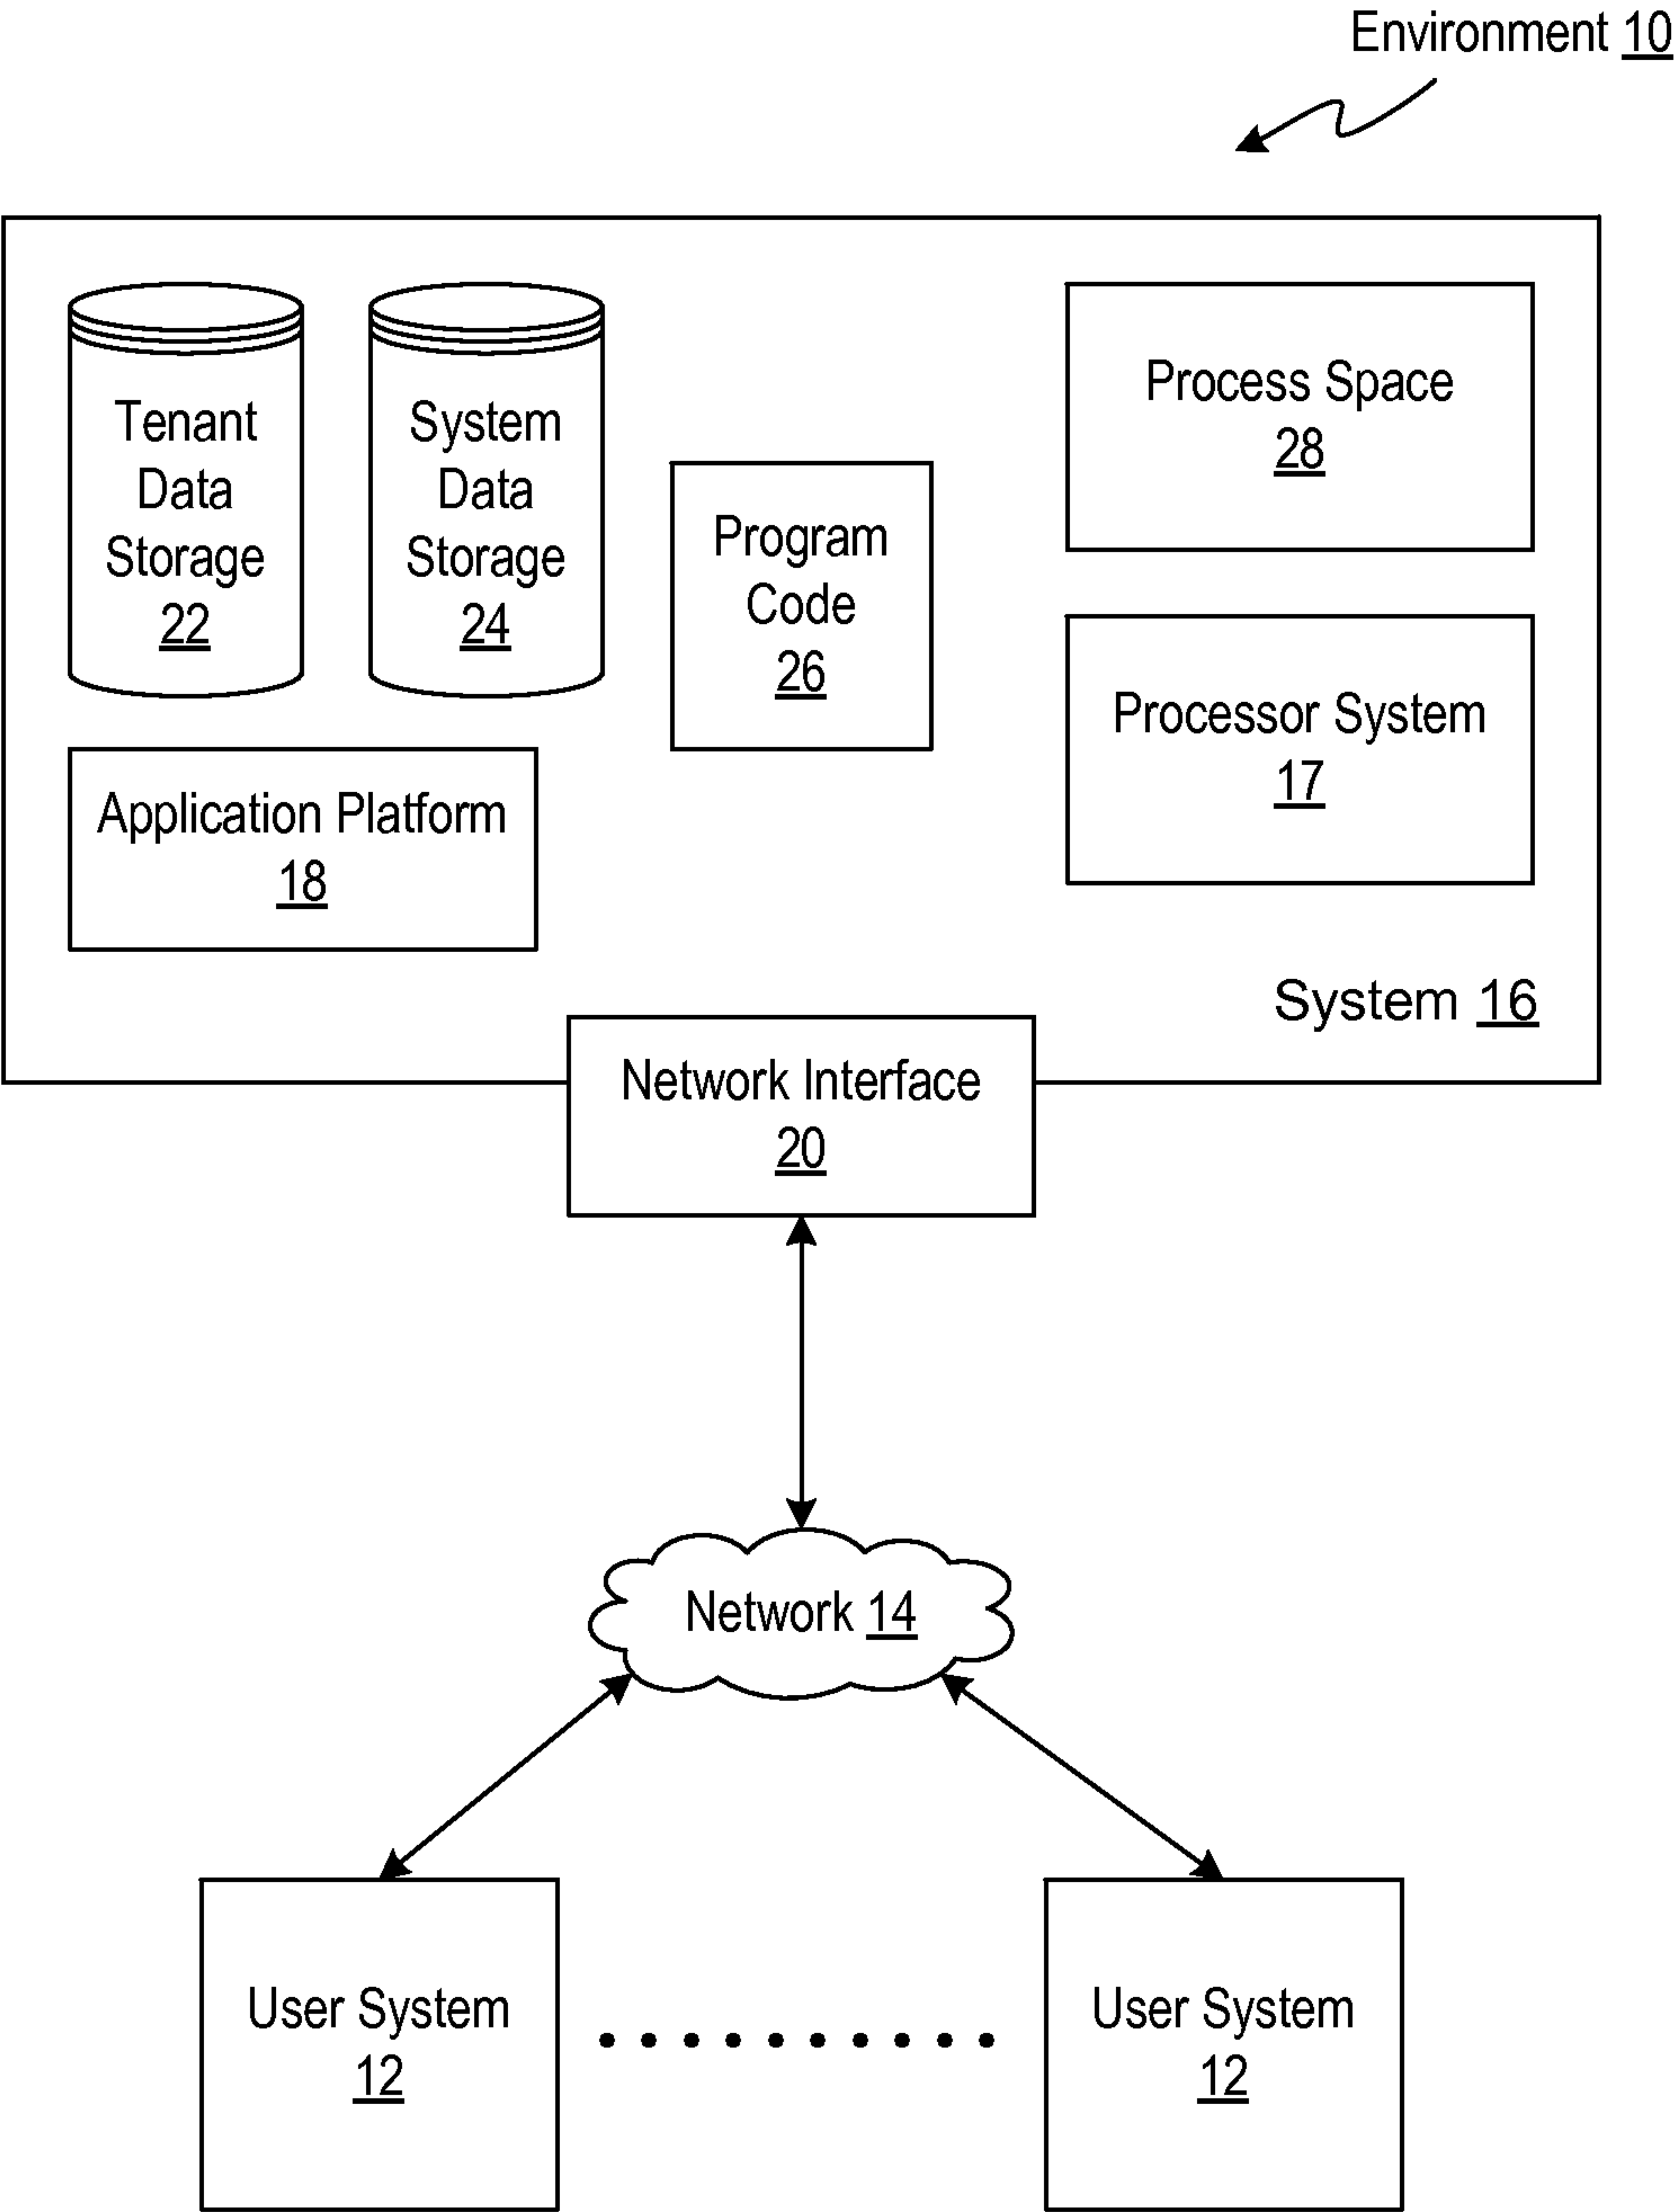 Environment 10
Tenant
Data
Storage
22
System
Data
Storage
24
Program
Code
26
Process Space
28
Processor System
17
Application Platform
18
System 16
Network Interface
20
Network 14
User System
12
User System
12